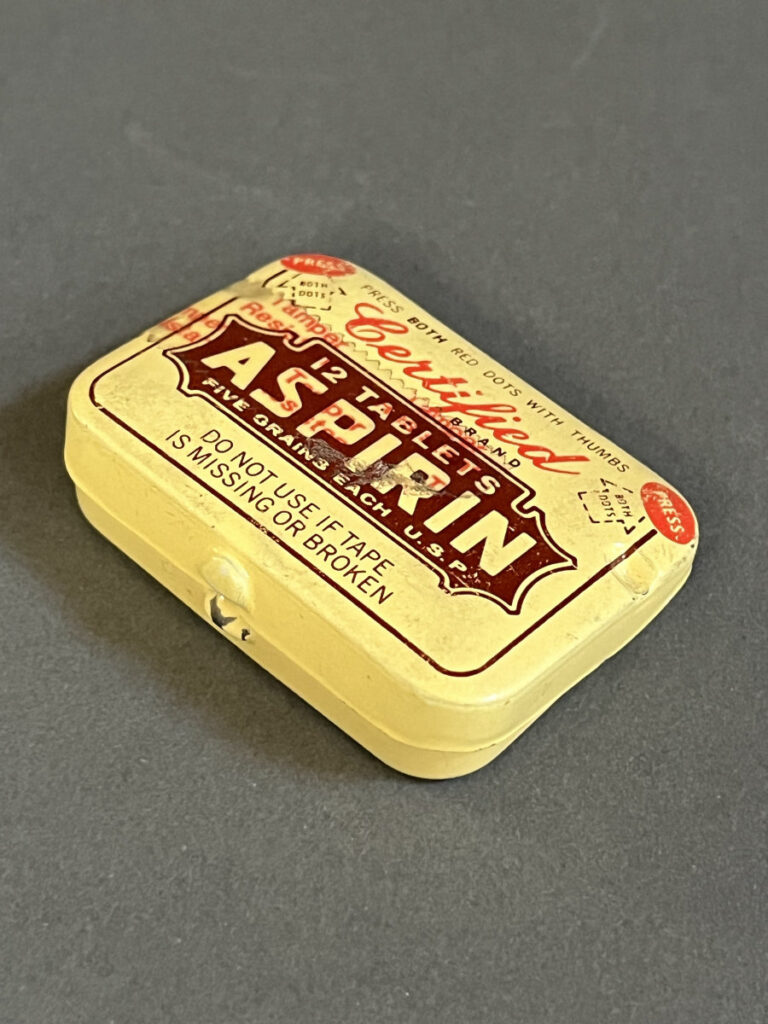 PRESS
BOTH
DOTS
PRESS BOTH RED DOTS WITH THUMBS
Tamper
Certified
BRAND
BOTH
DOTS
PRESS
12 TABLETS
ASPIRIN
FIVE GRAINS EACH U.S.P.
DO NOT USE IF TAPE
IS MISSING OR BROKEN